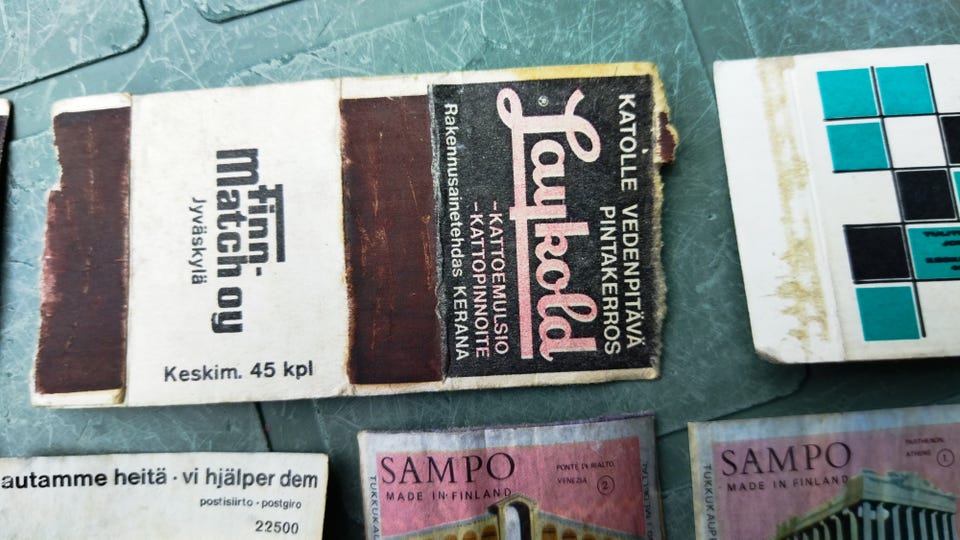 finn-
match oy
Jyväskylä
Keskim. 45 kpl
KATOLLE VEDENPITÄVÄ
PINTAKERROS
Laykold®
-KATTOEMULSIO
-KATTOPINNOITE
Rakennusainetehdas KERANA
autamme heitä · vi hjälper dem
postisiirto · postgiro
22500
SAMPO
MADE IN FINLAND
PONTE DI RIALTO
VENEZIA 2
TUKKUKAU
SAMPO
MADE IN FINLAND
PARTHENON
ATHENS 1
TUKKUKAUP